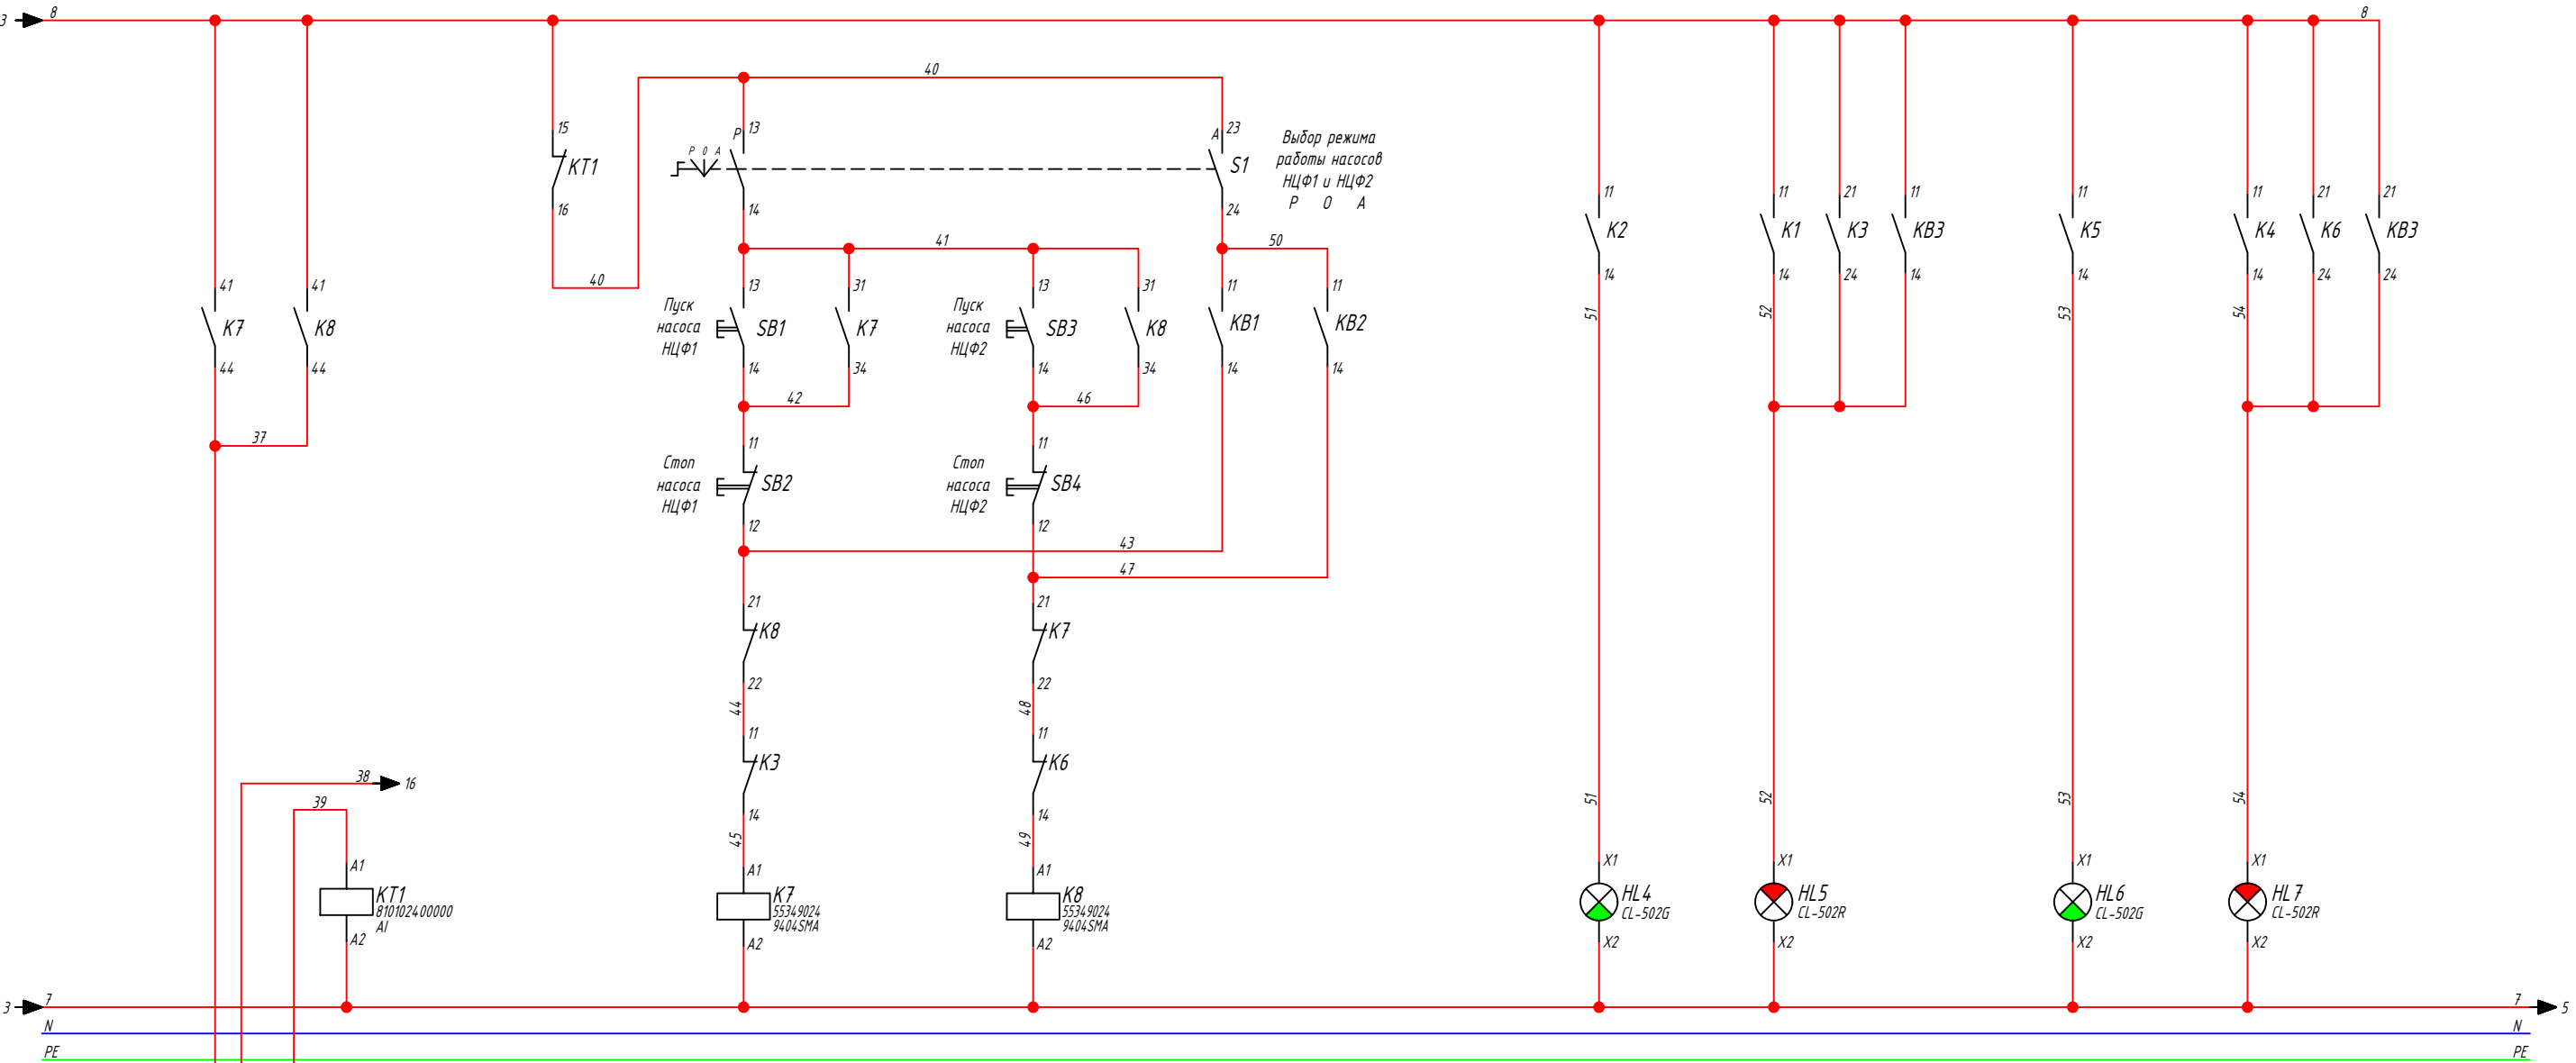 3 8 8
40
15
KT1
16
40
P 13
P 0 A
14
A 23
S1
24
Выбор режима
работы насосов
НЦФ1 и НЦФ2
P O A
41
50
41
K7
44
41
K8
44
37
Пуск
насоса
НЦФ1
13
SB1
14
31
K7
34
42
Пуск
насоса
НЦФ2
13
SB3
14
31
K8
34
46
11
KB1
14
11
KB2
14
Стоп
насоса
НЦФ1
11
SB2
12
Стоп
насоса
НЦФ2
11
SB4
12
43
47
21
K8
22
44
11
K3
14
45
21
K7
22
48
11
K6
14
49
38 16
39
A1
KT1
810102400000
AI
A2
A1
K7
55349024
9404SMA
A2
A1
K8
55349024
9404SMA
A2
11
K2
14
51
51
11
K1
14
21
K3
24
11
KB3
14
52
52
11
K5
14
53
53
11
K4
14
21
K6
24
21
KB3
24
54
54
X1
HL4
CL-502G
X2
X1
HL5
CL-502R
X2
X1
HL6
CL-502G
X2
X1
HL7
CL-502R
X2
3 7 7 5
N N
PE PE